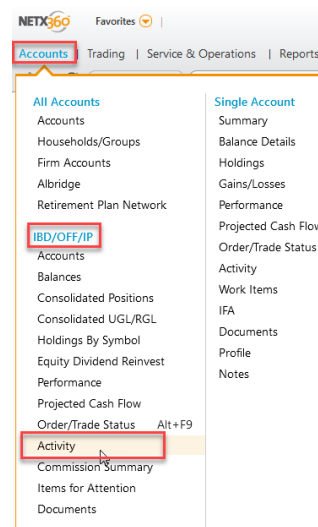 NETX360 Favorites |
Accounts | Trading | Service & Operations | Reports
All Accounts
Accounts
Households/Groups
Firm Accounts
Albridge
Retirement Plan Network
IBD/OFF/IP
Accounts
Balances
Consolidated Positions
Consolidated UGL/RGL
Holdings By Symbol
Equity Dividend Reinvest
Performance
Projected Cash Flow
Order/Trade Status Alt+F9
Activity
Commission Summary
Items for Attention
Documents
Single Account
Summary
Balance Details
Holdings
Gains/Losses
Performance
Projected Cash Flow
Order/Trade Status
Activity
Work Items
IFA
Documents
Profile
Notes